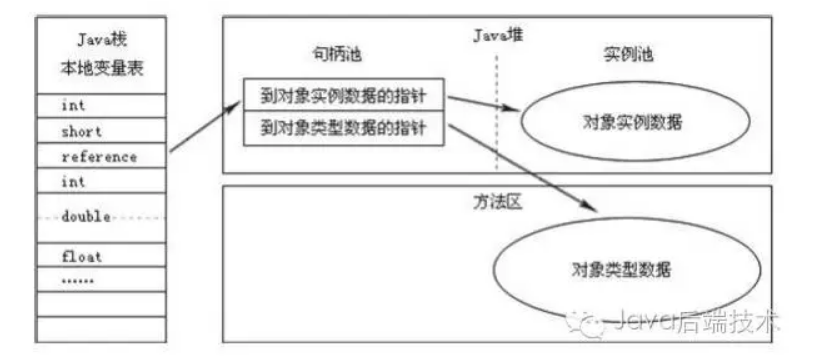 Java栈
本地变量表
int
short
reference
int
double
float
……
Java堆
句柄池
实例池
到对象实例数据的指针
到对象类型数据的指针
对象实例数据
方法区
对象类型数据
Java后端技术